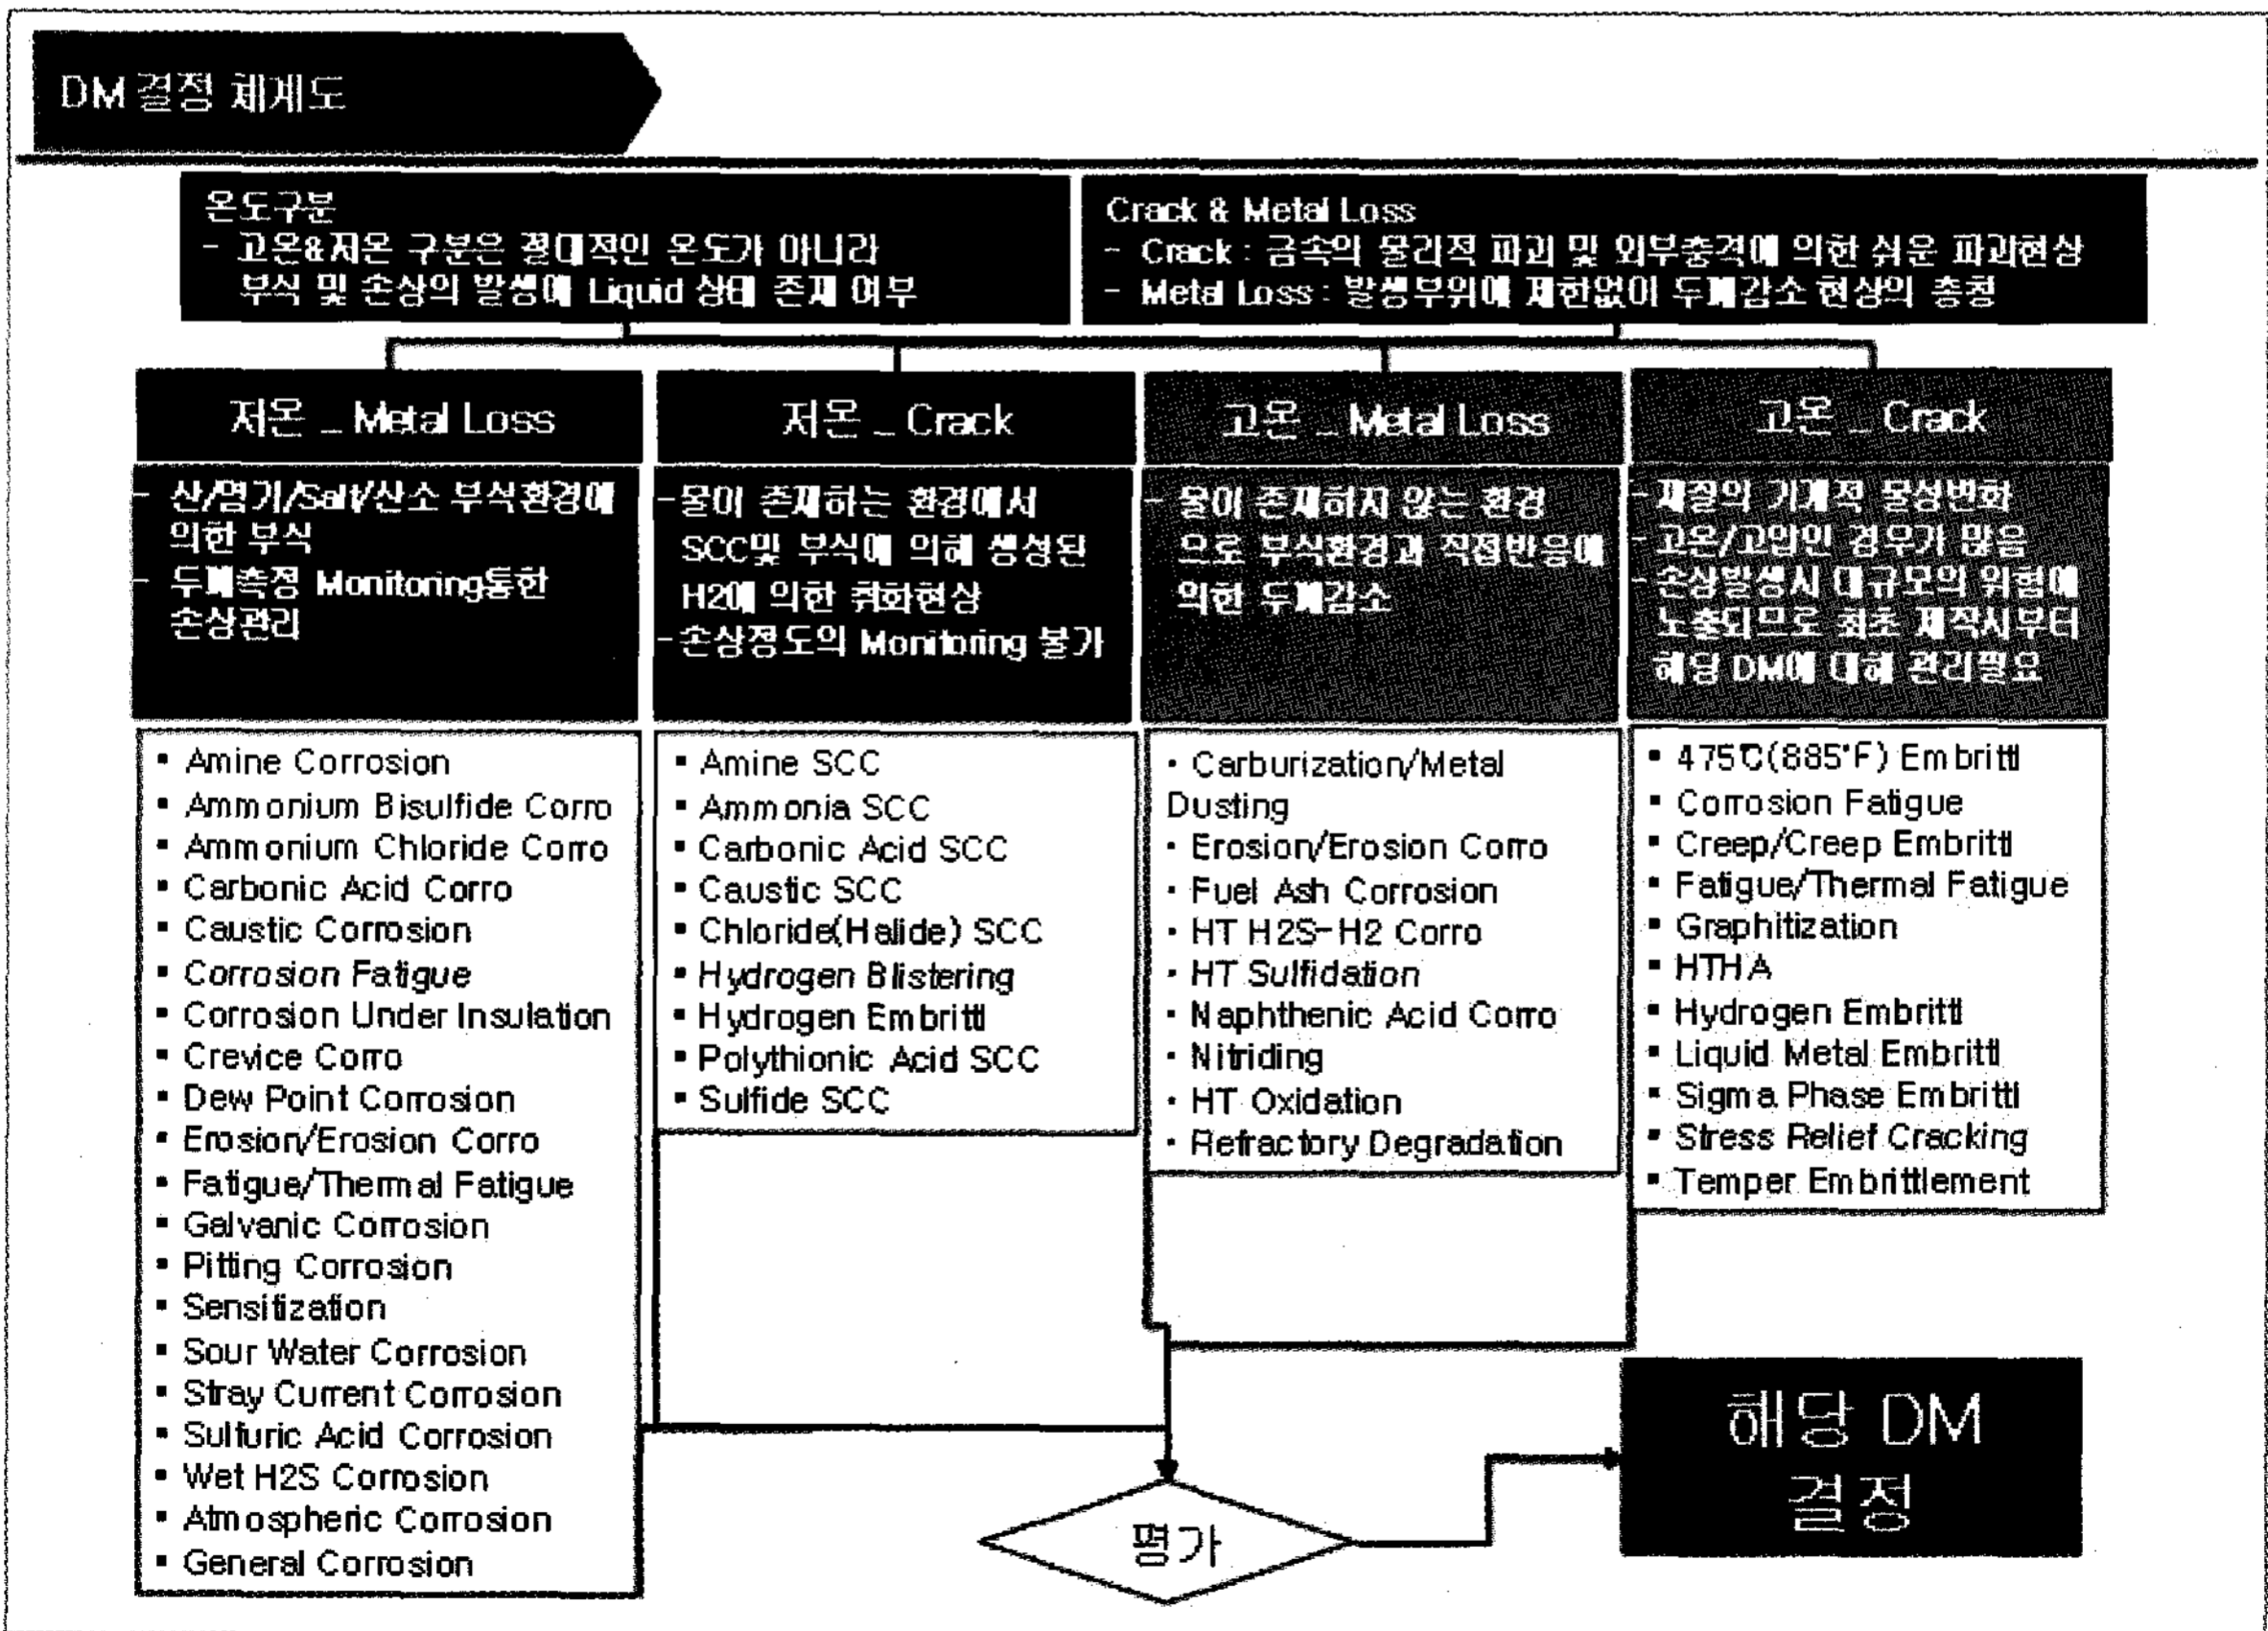 DM 결정 체계도
온도구분
- 고온&저온 구분은 절대적인 온도가 아니라
부식 및 손상의 발생에 Liquid 상태 존재 여부
Crack & Metal Loss
- Crack : 금속의 물리적 파괴 및 외부충격에 의한 쉬운 파괴현상
- Metal Loss : 발생부위에 제한없이 두께감소 현상의 총칭
저온 _ Metal Loss
- 산/염기/Salt/산소 부식환경에
의한 부식
- 두께측정 Monitoring통한
손상관리
▪ Amine Corrosion
▪ Ammonium Bisulfide Corro
▪ Ammonium Chloride Corro
▪ Carbonic Acid Corro
▪ Caustic Corrosion
▪ Corrosion Fatigue
▪ Corrosion Under Insulation
▪ Crevice Corro
▪ Dew Point Corrosion
▪ Erosion/Erosion Corro
▪ Fatigue/Thermal Fatigue
▪ Galvanic Corrosion
▪ Pitting Corrosion
▪ Sensitization
▪ Sour Water Corrosion
▪ Stray Current Corrosion
▪ Sulfuric Acid Corrosion
▪ Wet H2S Corrosion
▪ Atmospheric Corrosion
▪ General Corrosion
저온 _ Crack
- 물이 존재하는 환경에서
SCC및 부식에 의해 생성된
H2에 의한 취화현상
- 손상정도의 Monitoring 불가
▪ Amine SCC
▪ Ammonia SCC
▪ Carbonic Acid SCC
▪ Caustic SCC
▪ Chloride(Halide) SCC
▪ Hydrogen Blistering
▪ Hydrogen Embrittl
▪ Polythionic Acid SCC
▪ Sulfide SCC
고온 _ Metal Loss
- 물이 존재하지 않는 환경
으로 부식환경과 직접반응에
의한 두께감소
· Carburization/Metal
Dusting
· Erosion/Erosion Corro
· Fuel Ash Corrosion
· HT H2S-H2 Corro
· HT Sulfidation
· Naphthenic Acid Corro
· Nitriding
· HT Oxidation
· Refractory Degradation
고온 _ Crack
- 재질의 기계적 물성변화
- 고온/고압인 경우가 많음
- 손상발생시 대규모의 위험에
노출되므로 최초 제작시부터
해당 DM에 대해 관리필요
▪ 475℃(885°F) Embrittl
▪ Corrosion Fatigue
▪ Creep/Creep Embrittl
▪ Fatigue/Thermal Fatigue
▪ Graphitization
▪ HTHA
▪ Hydrogen Embrittl
▪ Liquid Metal Embrittl
▪ Sigma Phase Embrittl
▪ Stress Relief Cracking
▪ Temper Embrittlement
평가
해당 DM
결정